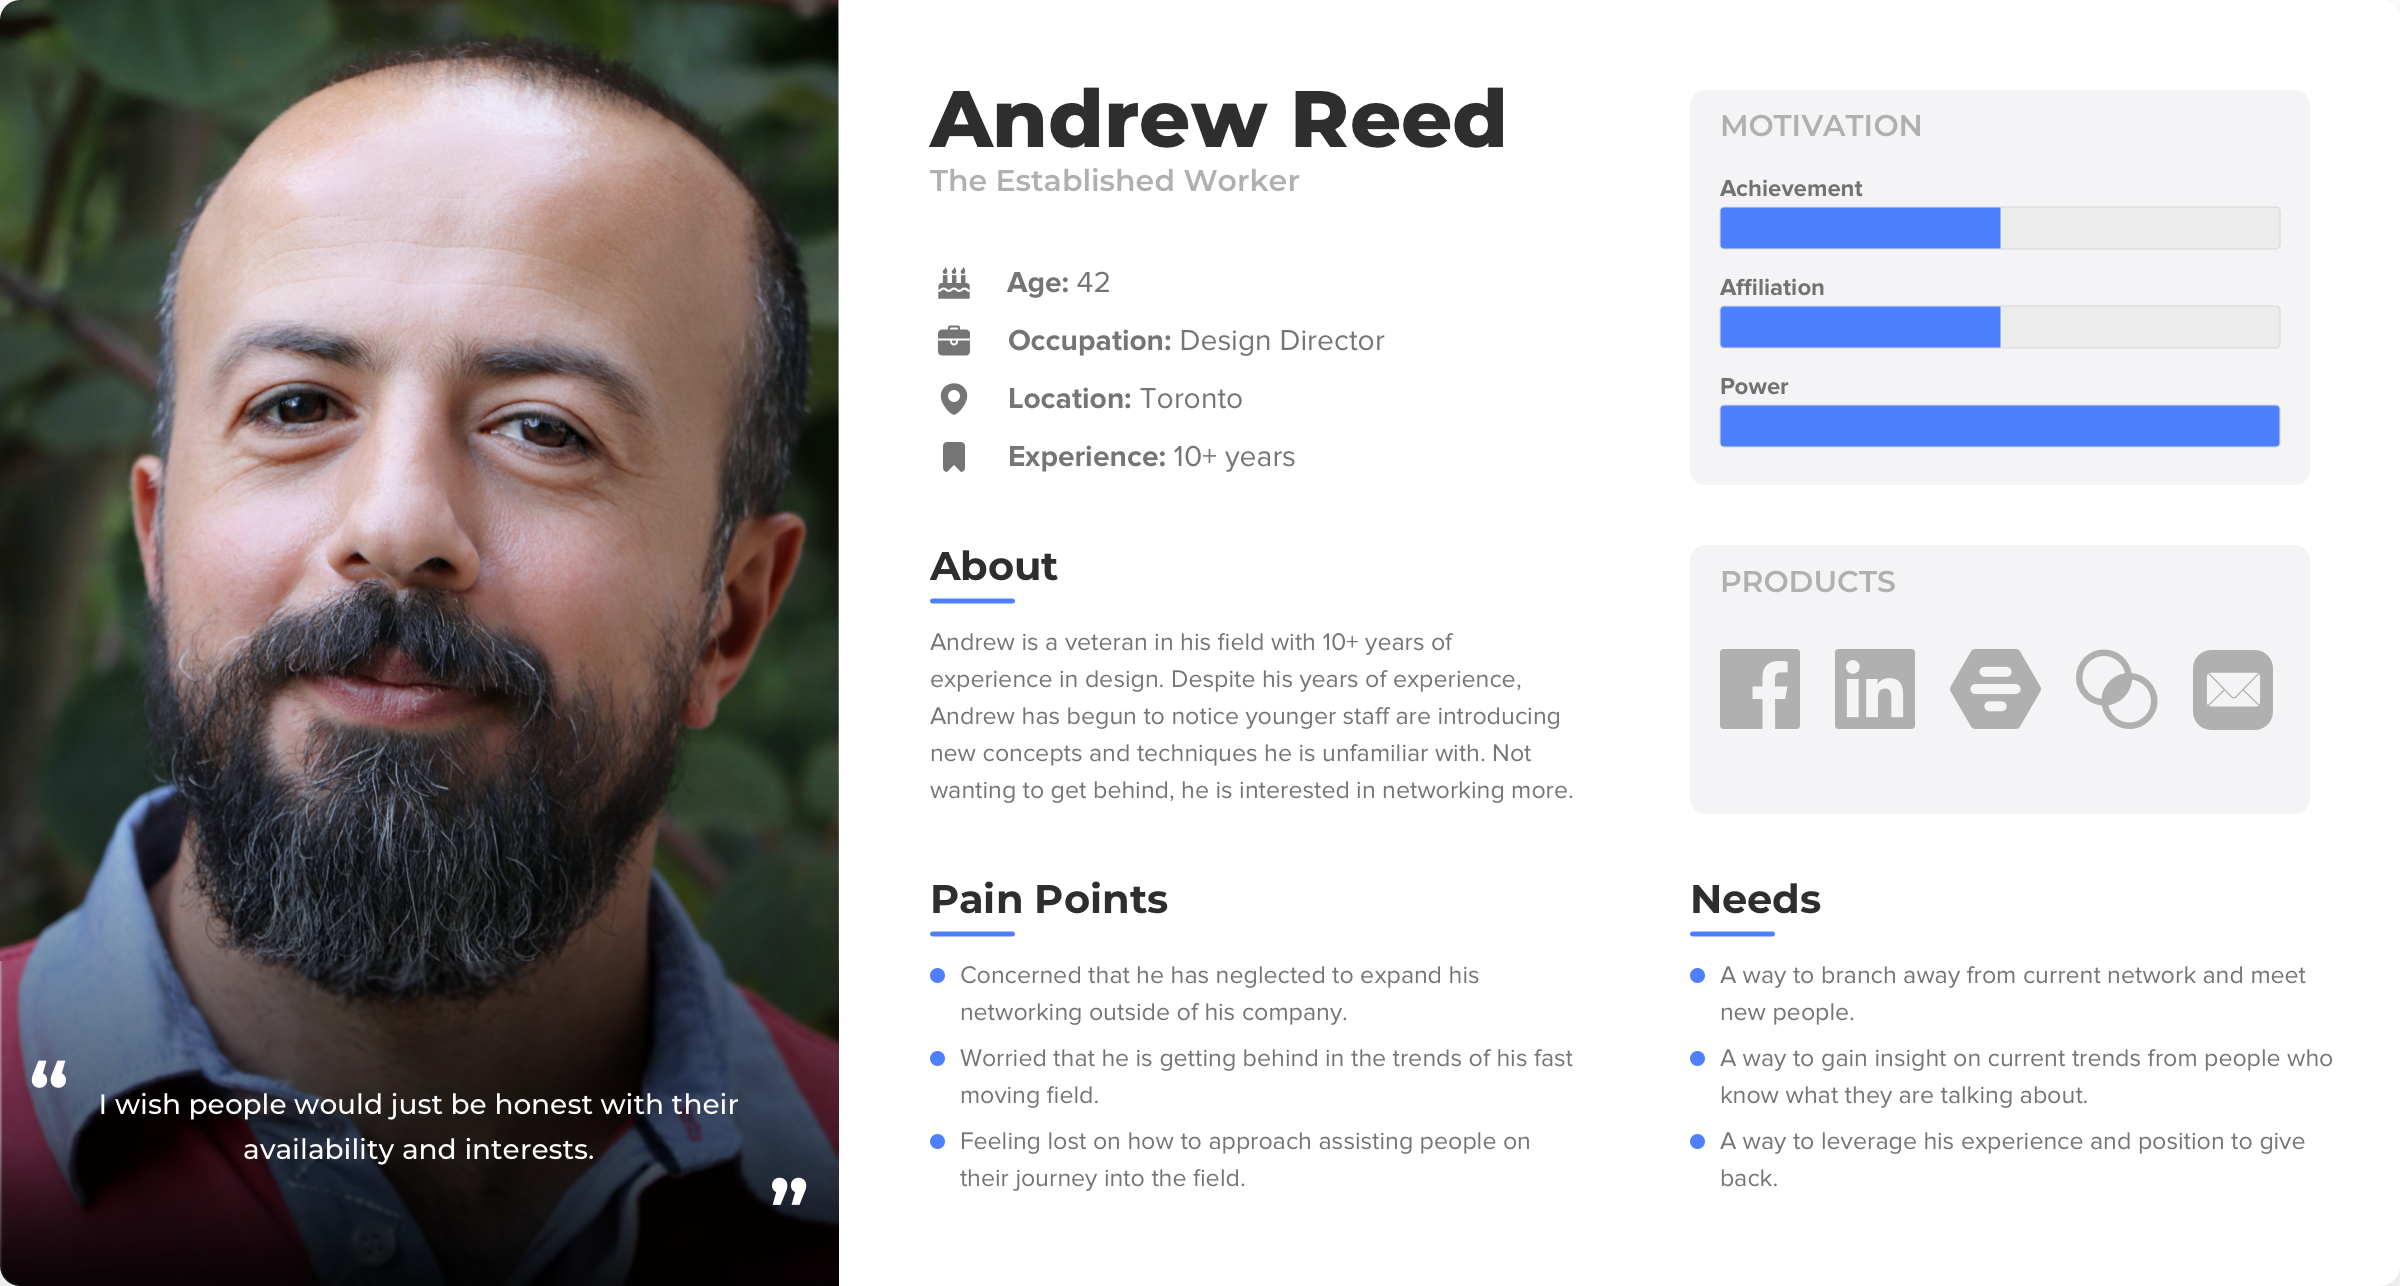 Andrew Reed
The Established Worker
Age: 42
Occupation: Design Director
Location: Toronto
Experience: 10+ years
About
Andrew is a veteran in his field with 10+ years of
experience in design. Despite his years of experience,
Andrew has begun to notice younger staff are introducing
new concepts and techniques he is unfamiliar with. Not
wanting to get behind, he is interested in networking more.
Pain Points
Concerned that he has neglected to expand his
networking outside of his company.
Worried that he is getting behind in the trends of his fast
moving field.
Feeling lost on how to approach assisting people on
their journey into the field.
MOTIVATION
Achievement
Affiliation
Power
PRODUCTS
f
in
Needs
A way to branch away from current network and meet
new people.
A way to gain insight on current trends from people who
know what they are talking about.
A way to leverage his experience and position to give
back.
“
I wish people would just be honest with their
availability and interests.
”